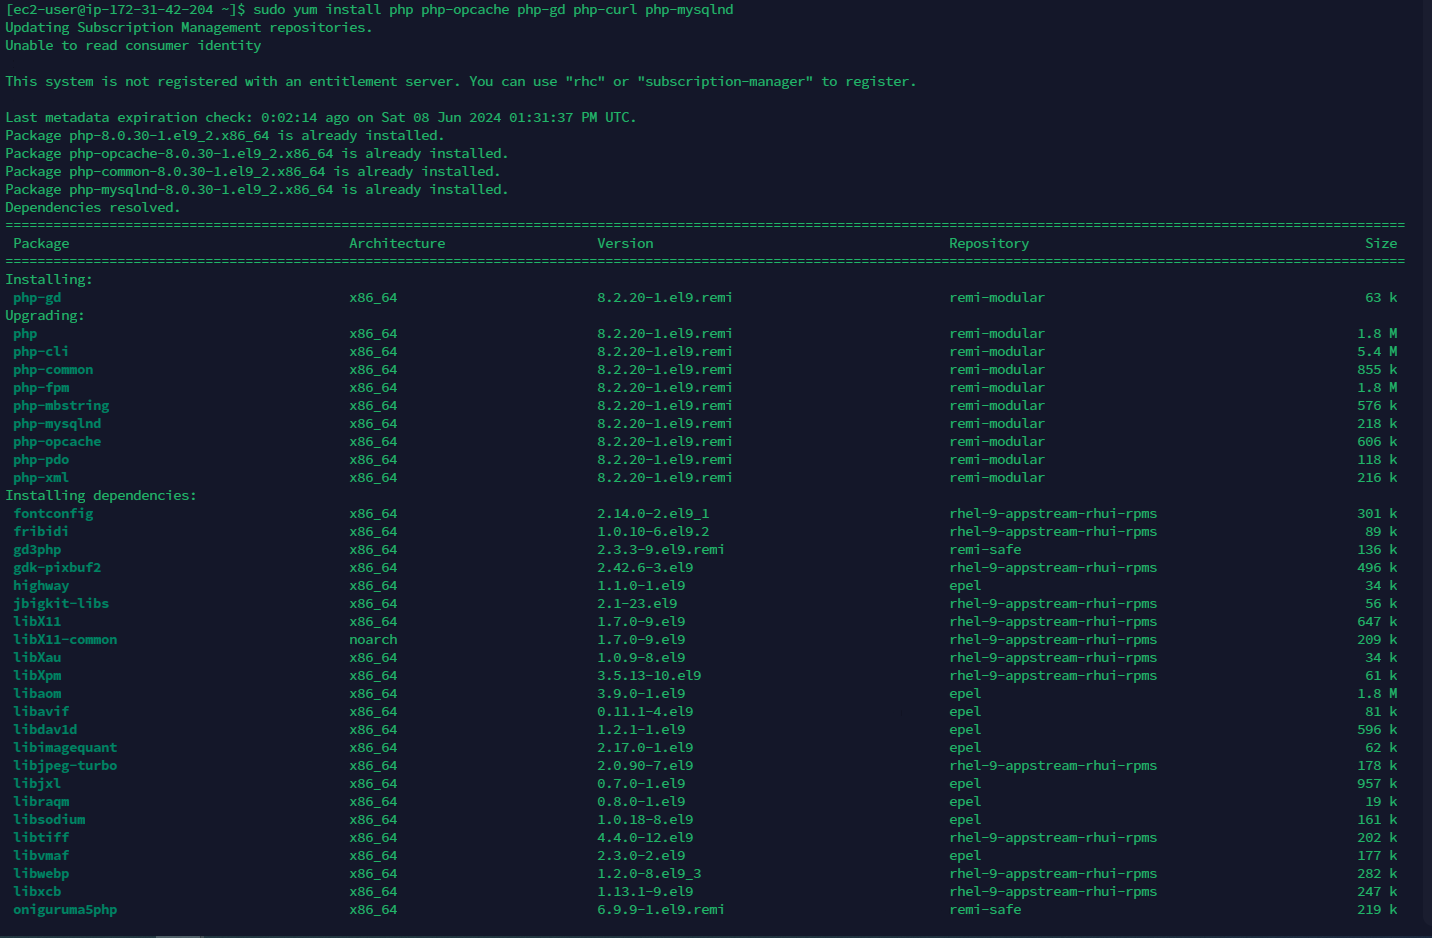 [ec2-user@ip-172-31-42-204 ~]$ sudo yum install php php-opcache php-gd php-curl php-mysqlnd
Updating Subscription Management repositories.
Unable to read consumer identity
This system is not registered with an entitlement server. You can use "rhc" or "subscription-manager" to register.
Last metadata expiration check: 0:02:14 ago on Sat 08 Jun 2024 01:31:37 PM UTC.
Package php-8.0.30-1.el9_2.x86_64 is already installed.
Package php-opcache-8.0.30-1.el9_2.x86_64 is already installed.
Package php-common-8.0.30-1.el9_2.x86_64 is already installed.
Package php-mysqlnd-8.0.30-1.el9_2.x86_64 is already installed.
Dependencies resolved.
Package Architecture Version Repository Size
Installing:
php-gd x86_64 8.2.20-1.el9.remi remi-modular 63 k
Upgrading:
php x86_64 8.2.20-1.el9.remi remi-modular 1.8 M
php-cli x86_64 8.2.20-1.el9.remi remi-modular 5.4 M
php-common x86_64 8.2.20-1.el9.remi remi-modular 855 k
php-fpm x86_64 8.2.20-1.el9.remi remi-modular 1.8 M
php-mbstring x86_64 8.2.20-1.el9.remi remi-modular 576 k
php-mysqlnd x86_64 8.2.20-1.el9.remi remi-modular 218 k
php-opcache x86_64 8.2.20-1.el9.remi remi-modular 606 k
php-pdo x86_64 8.2.20-1.el9.remi remi-modular 118 k
php-xml x86_64 8.2.20-1.el9.remi remi-modular 216 k
Installing dependencies:
fontconfig x86_64 2.14.0-2.el9_1 rhel-9-appstream-rhui-rpms 301 k
fribidi x86_64 1.0.10-6.el9.2 rhel-9-appstream-rhui-rpms 89 k
gd3php x86_64 2.3.3-9.el9.remi remi-safe 136 k
gdk-pixbuf2 x86_64 2.42.6-3.el9 rhel-9-appstream-rhui-rpms 496 k
highway x86_64 1.1.0-1.el9 epel 34 k
jbigkit-libs x86_64 2.1-23.el9 rhel-9-appstream-rhui-rpms 56 k
libX11 x86_64 1.7.0-9.el9 rhel-9-appstream-rhui-rpms 647 k
libX11-common noarch 1.7.0-9.el9 rhel-9-appstream-rhui-rpms 209 k
libXau x86_64 1.0.9-8.el9 rhel-9-appstream-rhui-rpms 34 k
libXpm x86_64 3.5.13-10.el9 rhel-9-appstream-rhui-rpms 61 k
libaom x86_64 3.9.0-1.el9 epel 1.8 M
libavif x86_64 0.11.1-4.el9 epel 81 k
libdav1d x86_64 1.2.1-1.el9 epel 596 k
libimagequant x86_64 2.17.0-1.el9 epel 62 k
libjpeg-turbo x86_64 2.0.90-7.el9 rhel-9-appstream-rhui-rpms 178 k
libjxl x86_64 0.7.0-1.el9 epel 957 k
libraqm x86_64 0.8.0-1.el9 epel 19 k
libsodium x86_64 1.0.18-8.el9 epel 161 k
libtiff x86_64 4.4.0-12.el9 rhel-9-appstream-rhui-rpms 202 k
libvmaf x86_64 2.3.0-2.el9 epel 177 k
libwebp x86_64 1.2.0-8.el9_3 rhel-9-appstream-rhui-rpms 282 k
libxcb x86_64 1.13.1-9.el9 rhel-9-appstream-rhui-rpms 247 k
oniguruma5php x86_64 6.9.9-1.el9.remi remi-safe 219 k